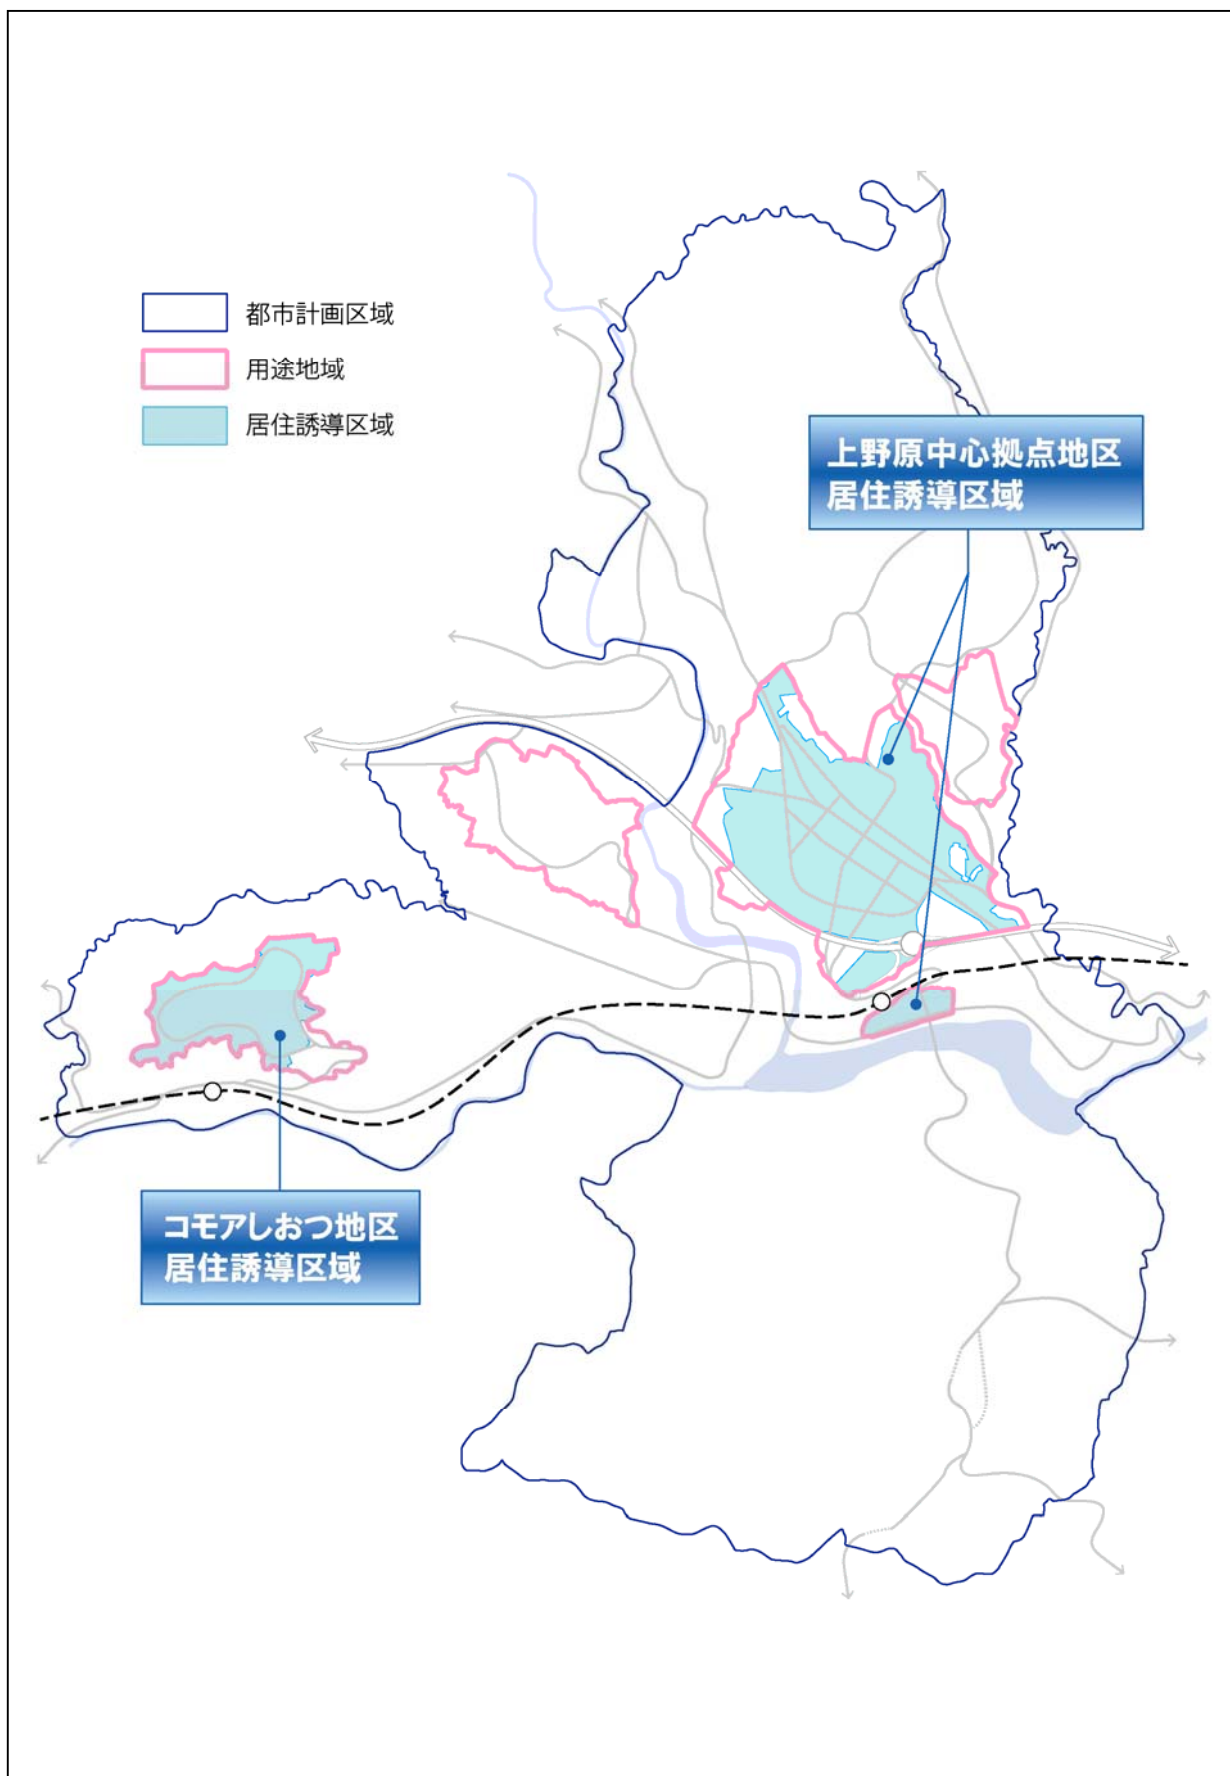 都市計画区域
用途地域
居住誘導区域
上野原中心拠点地区
居住誘導区域
コモアしおつ地区
居住誘導区域